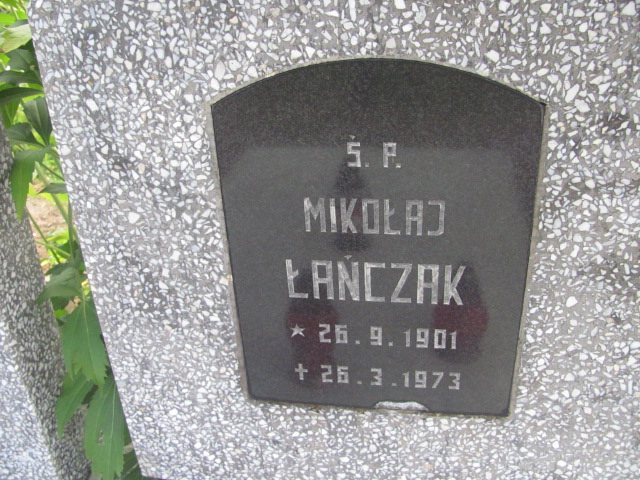 Ś. P.
MIKOŁAJ
ŁAŃCZAK
★ 26. 9. 1901
✝ 26. 3. 1973